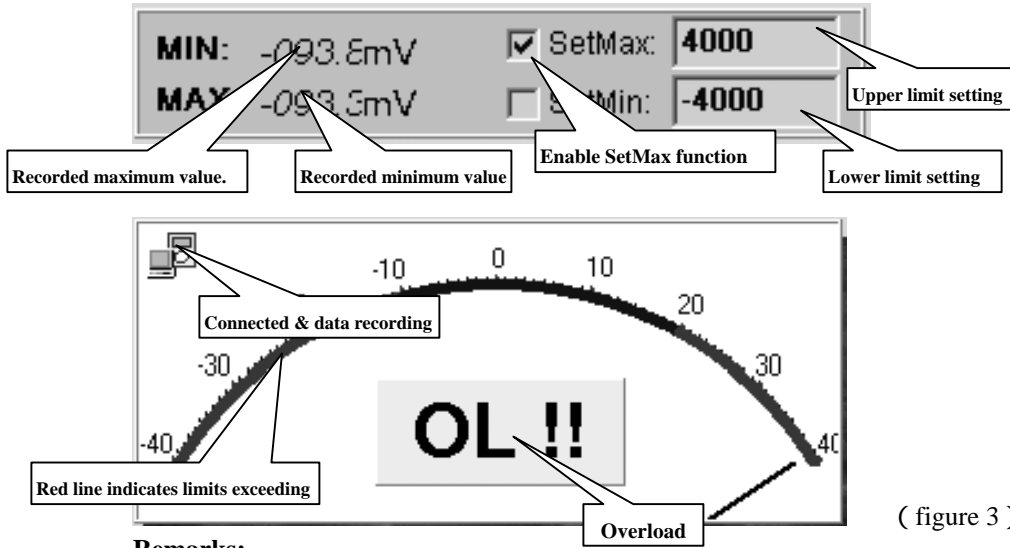 MIN: -093.8mV SetMax: 4000
MAX -093.3mV SetMin: -4000
Upper limit setting
Recorded maximum value.
Recorded minimum value
Enable SetMax function
Lower limit setting
-10 0 10
20
Connected & data recording
-30 30
OL !!
-40 40
Red line indicates limits exceeding
Overload
( figure 3 )
Remarks: